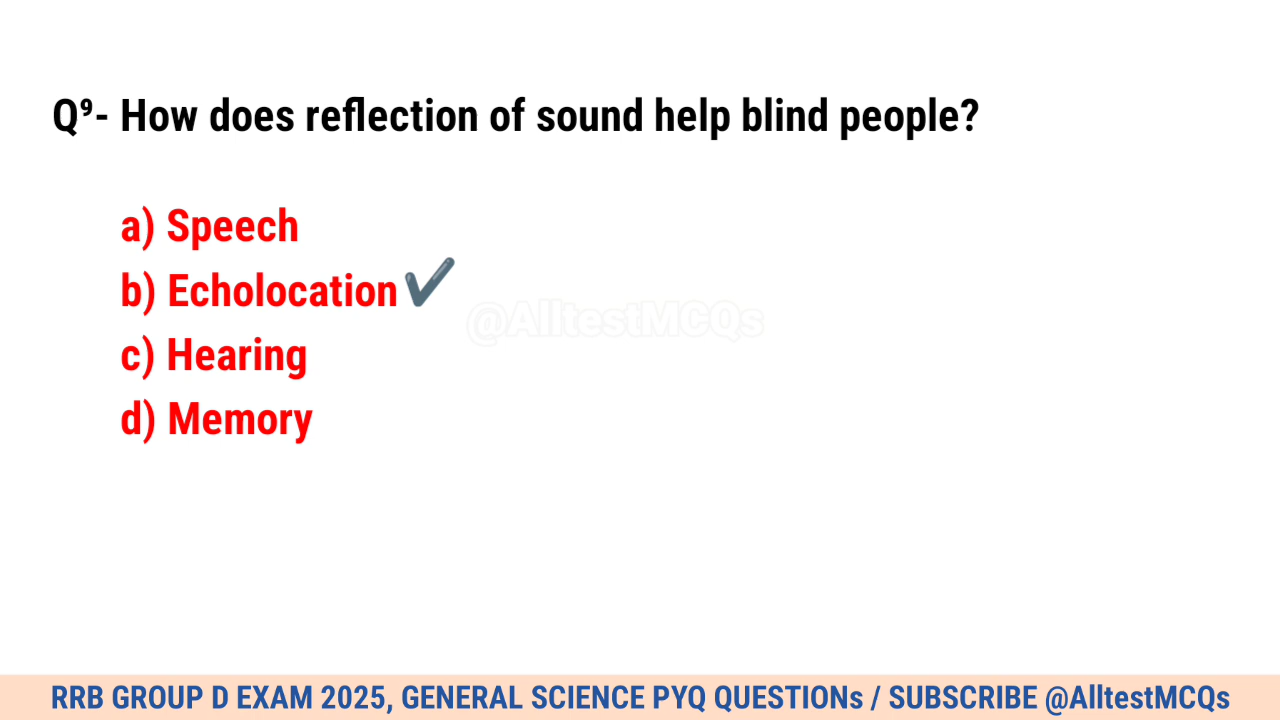 Q⁹- How does reflection of sound help blind people?
a) Speech
b) Echolocation✔
@AlltestMCQs
c) Hearing
d) Memory
RRB GROUP D EXAM 2025, GENERAL SCIENCE PYQ QUESTIONs / SUBSCRIBE @AlltestMCQs